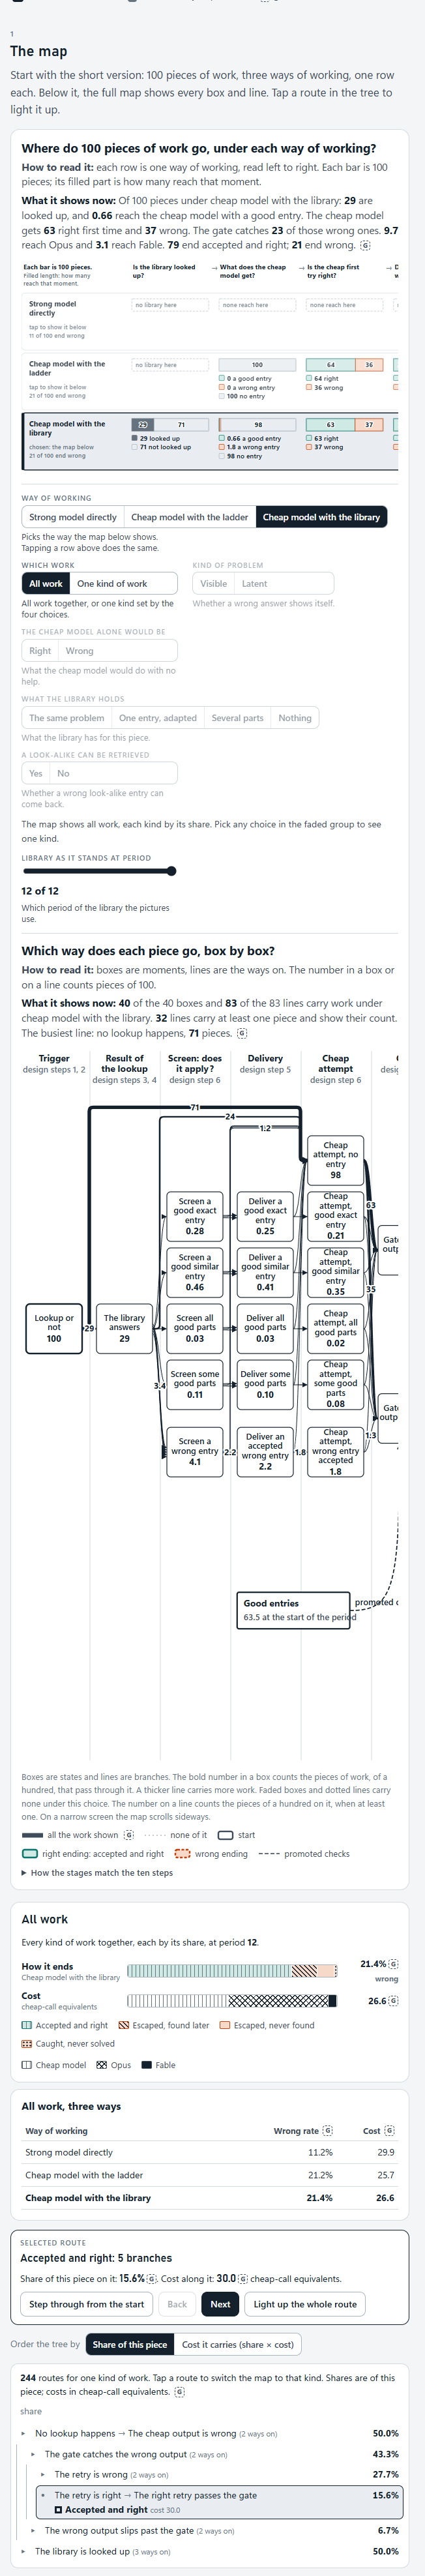 1
The map
Start with the short version: 100 pieces of work, three ways of working, one row
each. Below it, the full map shows every box and line. Tap a route in the tree to
light it up.
Where do 100 pieces of work go, under each way of working?
How to read it: each row is one way of working, read left to right. Each bar is 100
pieces; its filled part is how many reach that moment.
What it shows now: Of 100 pieces under cheap model with the library: 29 are
looked up, and 0.66 reach the cheap model with a good entry. The cheap model
gets 63 right first time and 37 wrong. The gate catches 23 of those wrong ones. 9.7
reach Opus and 3.1 reach Fable. 79 end accepted and right; 21 end wrong. G
Each bar is 100 pieces.
Filled length: how many
reach that moment.
Is the library looked
up?
→ What does the cheap
model get?
→ Is the cheap first
try right?
→
Strong model
directly
tap to show it below
11 of 100 end wrong
no library here
none reach here
none reach here
Cheap model with the
ladder
tap to show it below
21 of 100 end wrong
no library here
100
0 a good entry
0 a wrong entry
100 no entry
64
36
64 right
36 wrong
Cheap model with the
library
chosen: the map below
21 of 100 end wrong
29
71
29 looked up
71 not looked up
98
0.66 a good entry
1.8 a wrong entry
98 no entry
63
37
63 right
37 wrong
WAY OF WORKING
Strong model directly
Cheap model with the ladder
Cheap model with the library
Picks the way the map below shows.
Tapping a row above does the same.
WHICH WORK
All work
One kind of work
All work together, or one kind set by the
four choices.
KIND OF PROBLEM
Visible
Latent
Whether a wrong answer shows itself.
THE CHEAP MODEL ALONE WOULD BE
Right
Wrong
What the cheap model would do with no
help.
WHAT THE LIBRARY HOLDS
The same problem
One entry, adapted
Several parts
Nothing
What the library has for this piece.
A LOOK-ALIKE CAN BE RETRIEVED
Yes
No
Whether a wrong look-alike entry can
come back.
The map shows all work, each kind by its share. Pick any choice in the faded group to see
one kind.
LIBRARY AS IT STANDS AT PERIOD
12 of 12
Which period of the library the pictures
use.
Which way does each piece go, box by box?
How to read it: boxes are moments, lines are the ways on. The number in a box or
on a line counts pieces of 100.
What it shows now: 40 of the 40 boxes and 83 of the 83 lines carry work under
cheap model with the library. 32 lines carry at least one piece and show their count.
The busiest line: no lookup happens, 71 pieces. G
Trigger
design steps 1, 2
Result of
the lookup
design steps 3, 4
Screen: does
it apply?
design step 6
Delivery
design step 5
Cheap
attempt
design step 6
71
24
1.2
Cheap
attempt, no
entry
98
63
Screen a
good exact
entry
0.28
Deliver a
good exact
entry
0.25
Cheap
attempt,
good exact
entry
0.21
Screen a
good similar
entry
0.46
Deliver a
good similar
entry
0.41
Cheap
attempt,
good similar
entry
0.35
35
Lookup or
not
100
29
The library
answers
29
Screen all
good parts
0.03
Deliver all
good parts
0.03
Cheap
attempt, all
good parts
0.02
3.4
Screen some
good parts
0.11
Deliver some
good parts
0.10
Cheap
attempt,
some good
parts
0.08
Screen a
wrong entry
4.1
2.2
Deliver an
accepted
wrong entry
2.2
1.8
Cheap
attempt,
wrong entry
accepted
1.8
1.3
Good entries
63.5 at the start of the period
promoted
Boxes are states and lines are branches. The bold number in a box counts the pieces of work, of a
hundred, that pass through it. A thicker line carries more work. Faded boxes and dotted lines carry
none under this choice. The number on a line counts the pieces of a hundred on it, when at least
one. On a narrow screen the map scrolls sideways.
all the work shown G
none of it
start
right ending: accepted and right
wrong ending
promoted checks
▶ How the stages match the ten steps
All work
Every kind of work together, each by its share, at period 12.
How it ends
Cheap model with the library
21.4% G
wrong
Cost
cheap-call equivalents
26.6 G
Accepted and right
Escaped, found later
Escaped, never found
Caught, never solved
Cheap model
Opus
Fable
All work, three ways
Way of working
Wrong rate G
Cost G
Strong model directly
11.2%
29.9
Cheap model with the ladder
21.2%
25.7
Cheap model with the library
21.4%
26.6
SELECTED ROUTE
Accepted and right: 5 branches
Share of this piece on it: 15.6% G. Cost along it: 30.0 G cheap-call equivalents.
Step through from the start
Back
Next
Light up the whole route
Order the tree by
Share of this piece
Cost it carries (share × cost)
244 routes for one kind of work. Tap a route to switch the map to that kind. Shares are of this
piece; costs in cheap-call equivalents. G
share
No lookup happens → The cheap output is wrong (2 ways on)
50.0%
The gate catches the wrong output (2 ways on)
43.3%
The retry is wrong (2 ways on)
27.7%
The retry is right → The right retry passes the gate
15.6%
Accepted and right cost 30.0
The wrong output slips past the gate (2 ways on)
6.7%
The library is looked up (3 ways on)
50.0%